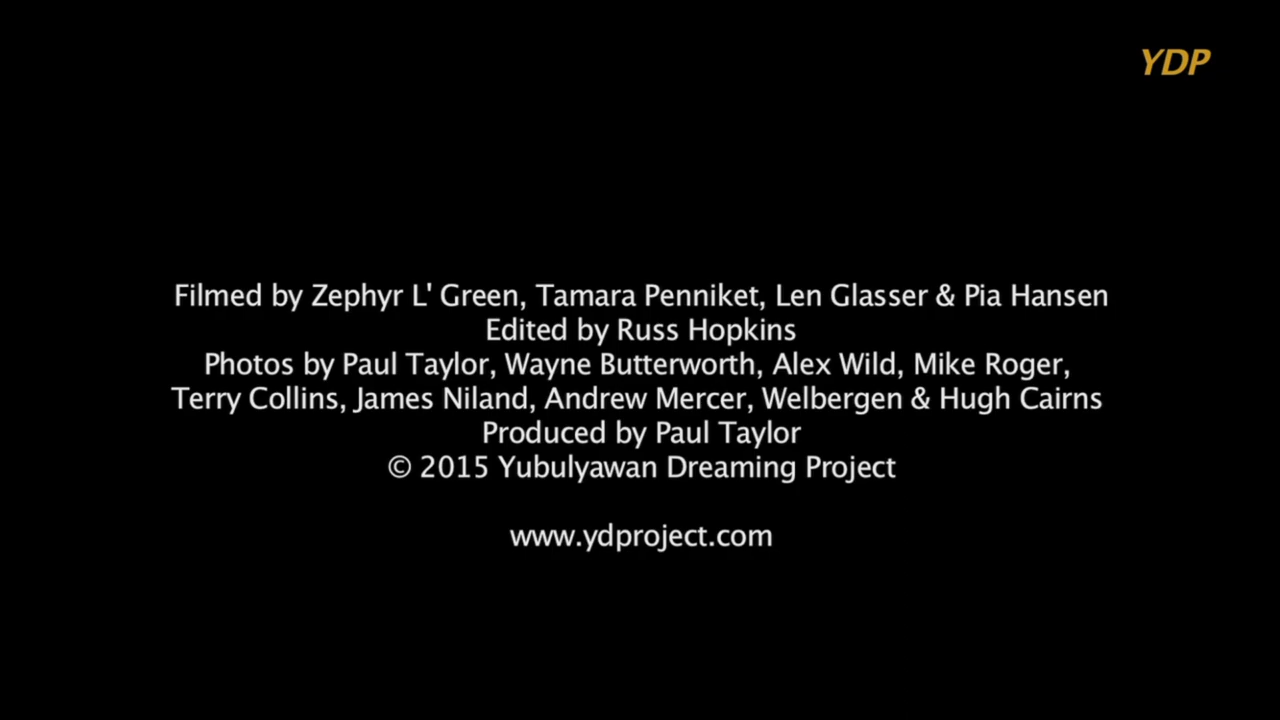 YDP
Filmed by Zephyr L' Green, Tamara Penniket, Len Glasser & Pia Hansen
Edited by Russ Hopkins
Photos by Paul Taylor, Wayne Butterworth, Alex Wild, Mike Roger,
Terry Collins, James Niland, Andrew Mercer, Welbergen & Hugh Cairns
Produced by Paul Taylor
© 2015 Yubulyawan Dreaming Project
www.ydproject.com